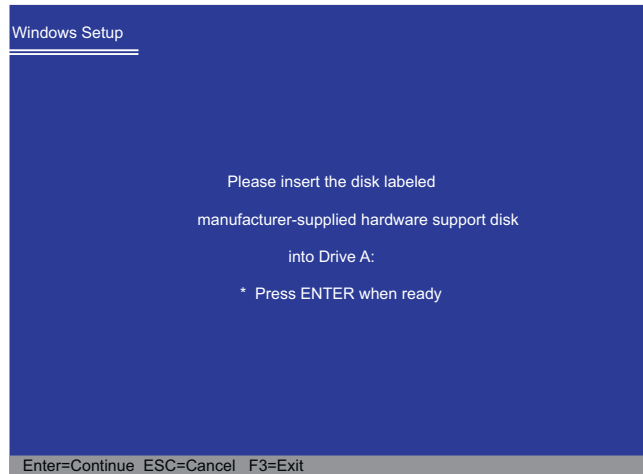 Windows Setup
Please insert the disk labeled
manufacturer-supplied hardware support disk
into Drive A:
* Press ENTER when ready
Enter=Continue ESC=Cancel F3=Exit